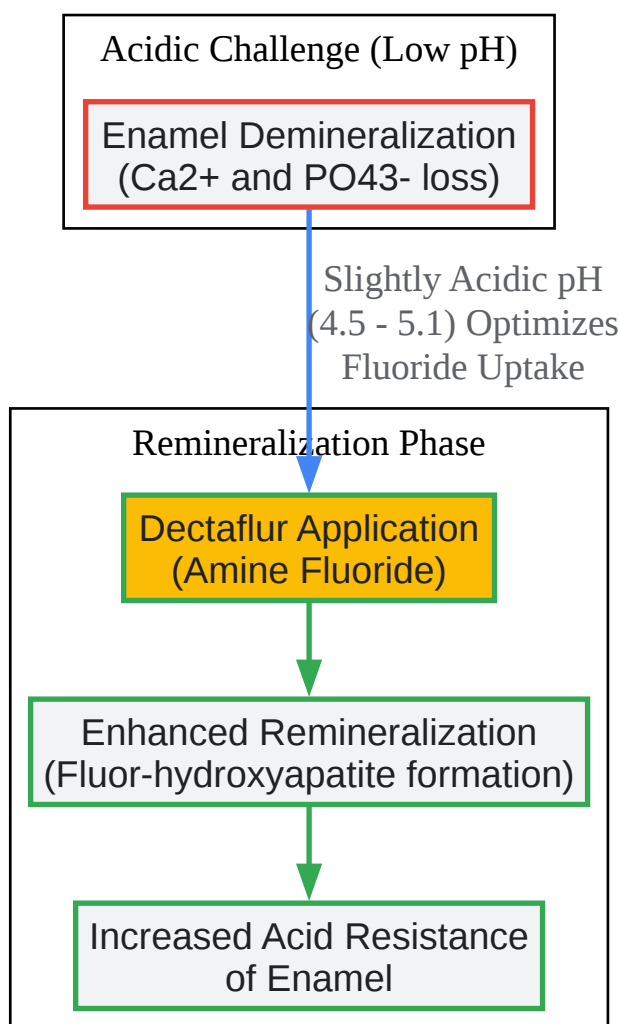 Acidic Challenge (Low pH)
Enamel Demineralization
(Ca2+ and PO43- loss)
Slightly Acidic pH
(4.5 - 5.1) Optimizes
Fluoride Uptake
Remineralization Phase
Dectaflur Application
(Amine Fluoride)
Enhanced Remineralization
(Fluor-hydroxyapatite formation)
Increased Acid Resistance
of Enamel